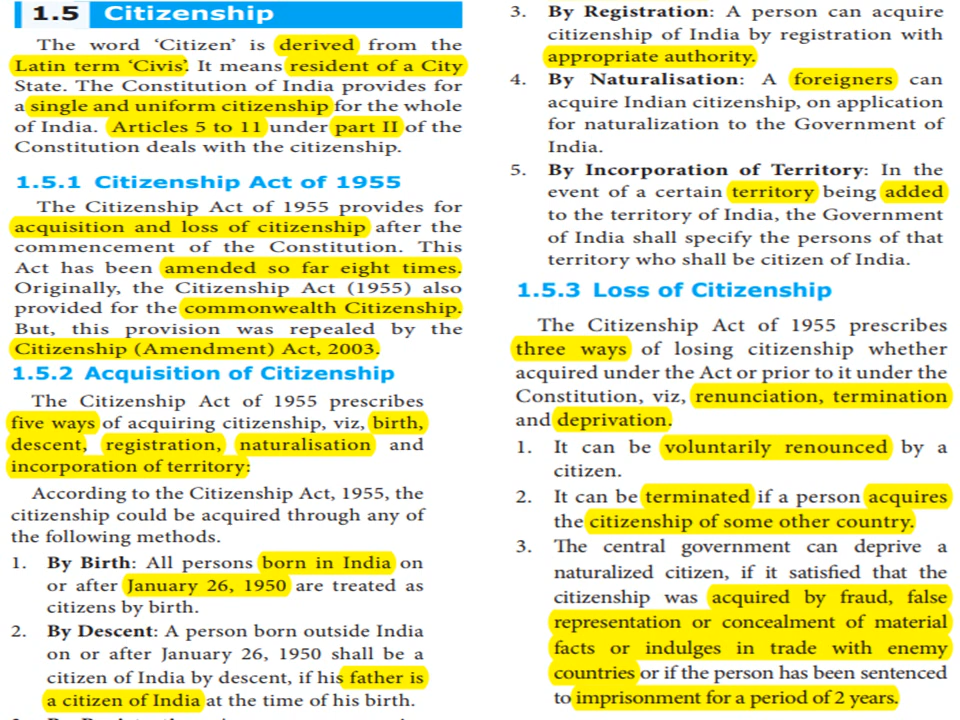 1.5 Citizenship
The word ‘Citizen’ is derived from the
Latin term ‘Civis’. It means resident of a City
State. The Constitution of India provides for
a single and uniform citizenship for the whole
of India. Articles 5 to 11 under part II of the
Constitution deals with the citizenship.
1.5.1 Citizenship Act of 1955
The Citizenship Act of 1955 provides for
acquisition and loss of citizenship after the
commencement of the Constitution. This
Act has been amended so far eight times.
Originally, the Citizenship Act (1955) also
provided for the commonwealth Citizenship.
But, this provision was repealed by the
Citizenship (Amendment) Act, 2003.
1.5.2 Acquisition of Citizenship
The Citizenship Act of 1955 prescribes
five ways of acquiring citizenship, viz, birth,
descent, registration, naturalisation and
incorporation of territory:
According to the Citizenship Act, 1955, the
citizenship could be acquired through any of
the following methods.
1. By Birth: All persons born in India on
or after January 26, 1950 are treated as
citizens by birth.
2. By Descent: A person born outside India
on or after January 26, 1950 shall be a
citizen of India by descent, if his father is
a citizen of India at the time of his birth.
3. By Registration: A person can acquire
citizenship of India by registration with
appropriate authority.
4. By Naturalisation: A foreigners can
acquire Indian citizenship, on application
for naturalization to the Government of
India.
5. By Incorporation of Territory: In the
event of a certain territory being added
to the territory of India, the Government
of India shall specify the persons of that
territory who shall be citizen of India.
1.5.3 Loss of Citizenship
The Citizenship Act of 1955 prescribes
three ways of losing citizenship whether
acquired under the Act or prior to it under the
Constitution, viz, renunciation, termination
and deprivation.
1. It can be voluntarily renounced by a
citizen.
2. It can be terminated if a person acquires
the citizenship of some other country.
3. The central government can deprive a
naturalized citizen, if it satisfied that the
citizenship was acquired by fraud, false
representation or concealment of material
facts or indulges in trade with enemy
countries or if the person has been sentenced
to imprisonment for a period of 2 years.